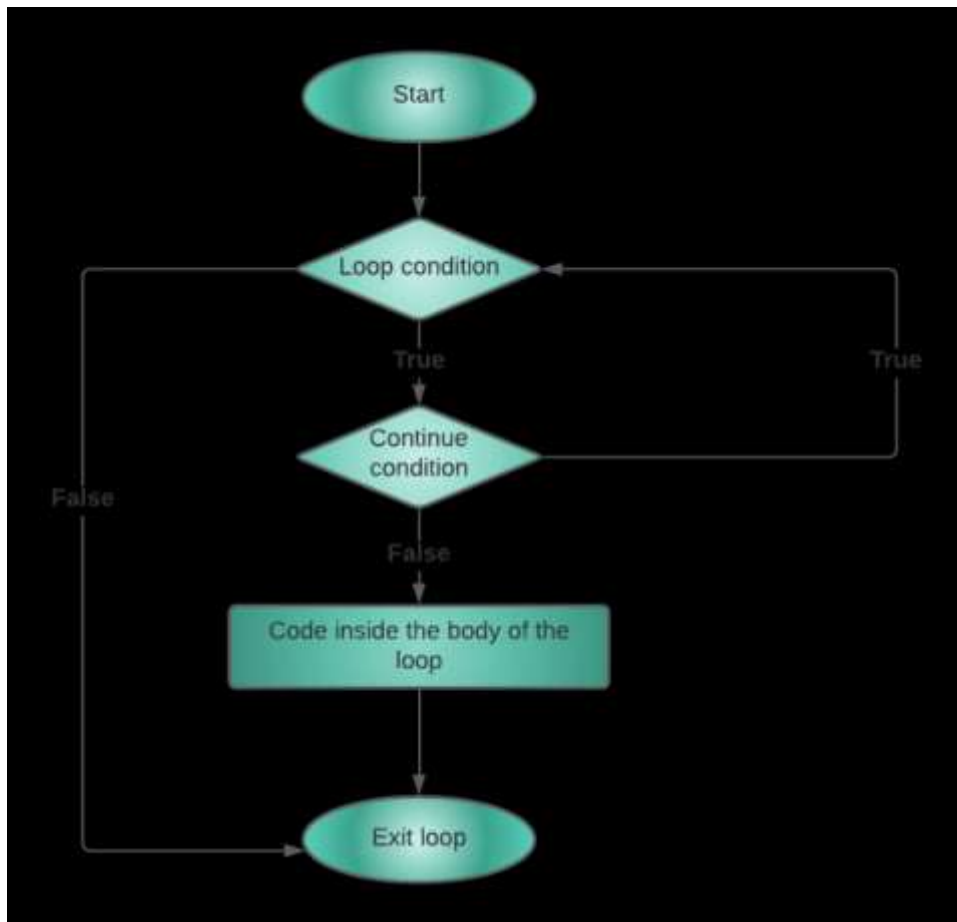 Start
Loop condition
True
True
Continue
condition
False
False
Code inside the body of the
loop
Exit loop